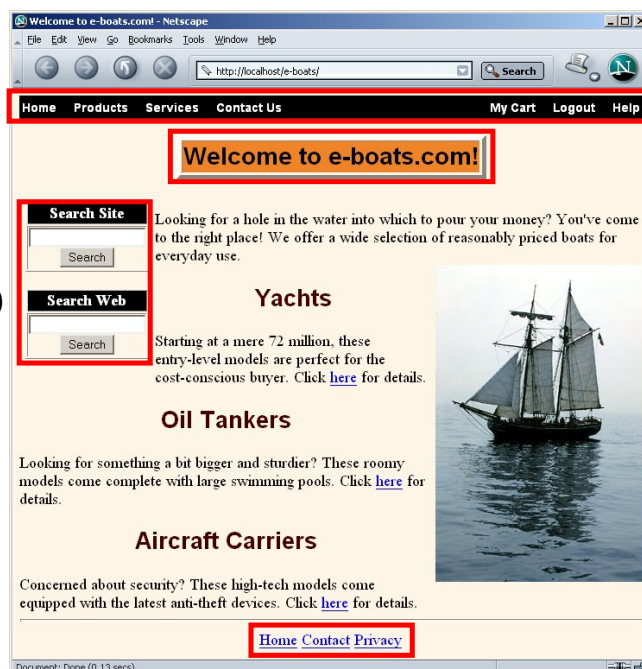 Welcome to e-boats.com! - Netscape
File Edit View Go Bookmarks Tools Window Help
http://localhost/e-boats/ Search N
Home Products Services Contact Us My Cart Logout Help
Welcome to e-boats.com!
Search Site
Search
Search Web
Search
Looking for a hole in the water into which to pour your money? You've come
to the right place! We offer a wide selection of reasonably priced boats for
everyday use.
Yachts
Starting at a mere 72 million, these
entry-level models are perfect for the
cost-conscious buyer. Click here for details.
Oil Tankers
Looking for something a bit bigger and sturdier? These roomy
models come complete with large swimming pools. Click here for
details.
Aircraft Carriers
Concerned about security? These high-tech models come
equipped with the latest anti-theft devices. Click here for details.
Home Contact Privacy
Document: Done (0.13 secs)